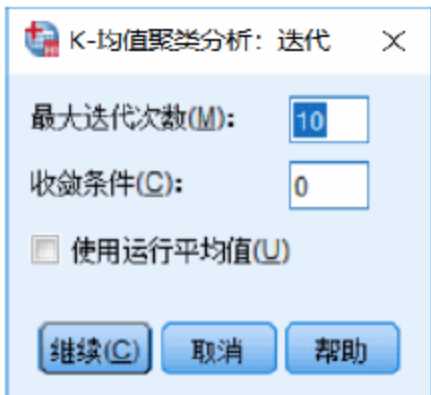 K-均值聚类分析：迭代
最大迭代次数(M)： 10
收敛条件(C)： 0
使用运行平均值(U)
继续(C) 取消 帮助